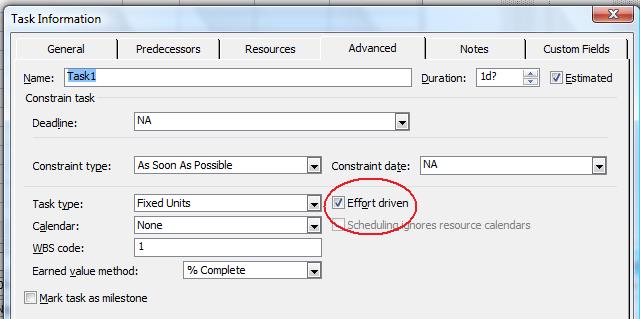 Task Information
General Predecessors Resources Advanced Notes Custom Fields
Name: Task1 Duration: 1d? Estimated
Constrain task
Deadline: NA
Constraint type: As Soon As Possible Constraint date: NA
Task type: Fixed Units Effort driven
Calendar: None Scheduling ignores resource calendars
WBS code: 1
Earned value method: % Complete
Mark task as milestone